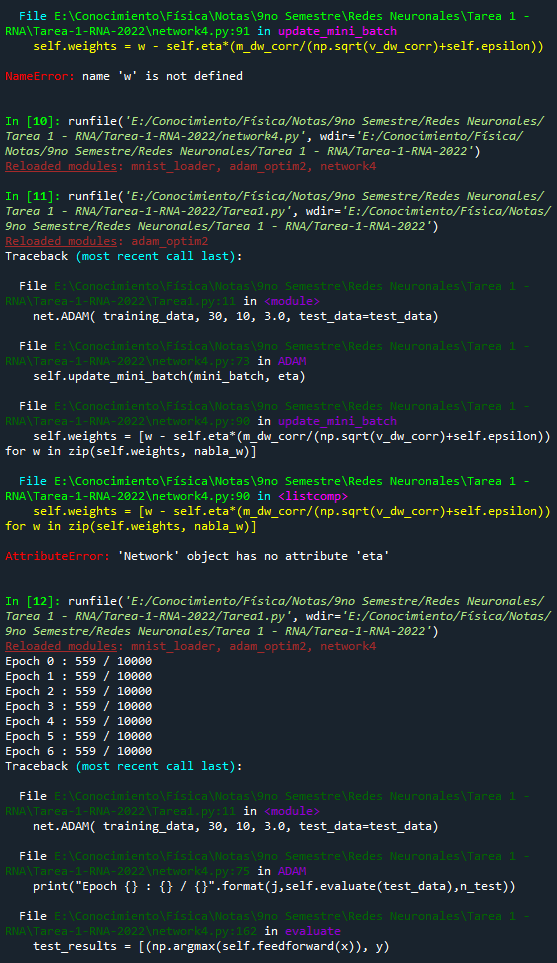 File E:\Conocimiento\Física\Notas\9no Semestre\Redes Neuronales\Tarea 1 -
RNA\Tarea-1-RNA-2022\network4.py:91 in update_mini_batch
self.weights = w - self.eta*(m_dw_corr/(np.sqrt(v_dw_corr)+self.epsilon))
NameError: name 'w' is not defined
In [10]: runfile('E:/Conocimiento/Física/Notas/9no Semestre/Redes Neuronales/
Tarea 1 - RNA/Tarea-1-RNA-2022/network4.py', wdir='E:/Conocimiento/Física/
Notas/9no Semestre/Redes Neuronales/Tarea 1 - RNA/Tarea-1-RNA-2022')
Reloaded modules: mnist_loader, adam_optim2, network4
In [11]: runfile('E:/Conocimiento/Física/Notas/9no Semestre/Redes Neuronales/
Tarea 1 - RNA/Tarea-1-RNA-2022/Tarea1.py', wdir='E:/Conocimiento/Física/Notas/
9no Semestre/Redes Neuronales/Tarea 1 - RNA/Tarea-1-RNA-2022')
Reloaded modules: adam_optim2
Traceback (most recent call last):
File E:\Conocimiento\Física\Notas\9no Semestre\Redes Neuronales\Tarea 1 -
RNA\Tarea-1-RNA-2022\Tarea1.py:11 in <module>
net.ADAM( training_data, 30, 10, 3.0, test_data=test_data)
File E:\Conocimiento\Física\Notas\9no Semestre\Redes Neuronales\Tarea 1 -
RNA\Tarea-1-RNA-2022\network4.py:73 in ADAM
self.update_mini_batch(mini_batch, eta)
File E:\Conocimiento\Física\Notas\9no Semestre\Redes Neuronales\Tarea 1 -
RNA\Tarea-1-RNA-2022\network4.py:90 in update_mini_batch
self.weights = [w - self.eta*(m_dw_corr/(np.sqrt(v_dw_corr)+self.epsilon))
for w in zip(self.weights, nabla_w)]
File E:\Conocimiento\Física\Notas\9no Semestre\Redes Neuronales\Tarea 1 -
RNA\Tarea-1-RNA-2022\network4.py:90 in <listcomp>
self.weights = [w - self.eta*(m_dw_corr/(np.sqrt(v_dw_corr)+self.epsilon))
for w in zip(self.weights, nabla_w)]
AttributeError: 'Network' object has no attribute 'eta'
In [12]: runfile('E:/Conocimiento/Física/Notas/9no Semestre/Redes Neuronales/
Tarea 1 - RNA/Tarea-1-RNA-2022/Tarea1.py', wdir='E:/Conocimiento/Física/Notas/
9no Semestre/Redes Neuronales/Tarea 1 - RNA/Tarea-1-RNA-2022')
Reloaded modules: mnist_loader, adam_optim2, network4
Epoch 0 : 559 / 10000
Epoch 1 : 559 / 10000
Epoch 2 : 559 / 10000
Epoch 3 : 559 / 10000
Epoch 4 : 559 / 10000
Epoch 5 : 559 / 10000
Epoch 6 : 559 / 10000
Traceback (most recent call last):
File E:\Conocimiento\Física\Notas\9no Semestre\Redes Neuronales\Tarea 1 -
RNA\Tarea-1-RNA-2022\Tarea1.py:11 in <module>
net.ADAM( training_data, 30, 10, 3.0, test_data=test_data)
File E:\Conocimiento\Física\Notas\9no Semestre\Redes Neuronales\Tarea 1 -
RNA\Tarea-1-RNA-2022\network4.py:75 in ADAM
print("Epoch {} : {} / {}".format(j,self.evaluate(test_data),n_test))
File E:\Conocimiento\Física\Notas\9no Semestre\Redes Neuronales\Tarea 1 -
RNA\Tarea-1-RNA-2022\network4.py:162 in evaluate
test_results = [(np.argmax(self.feedforward(x)), y)